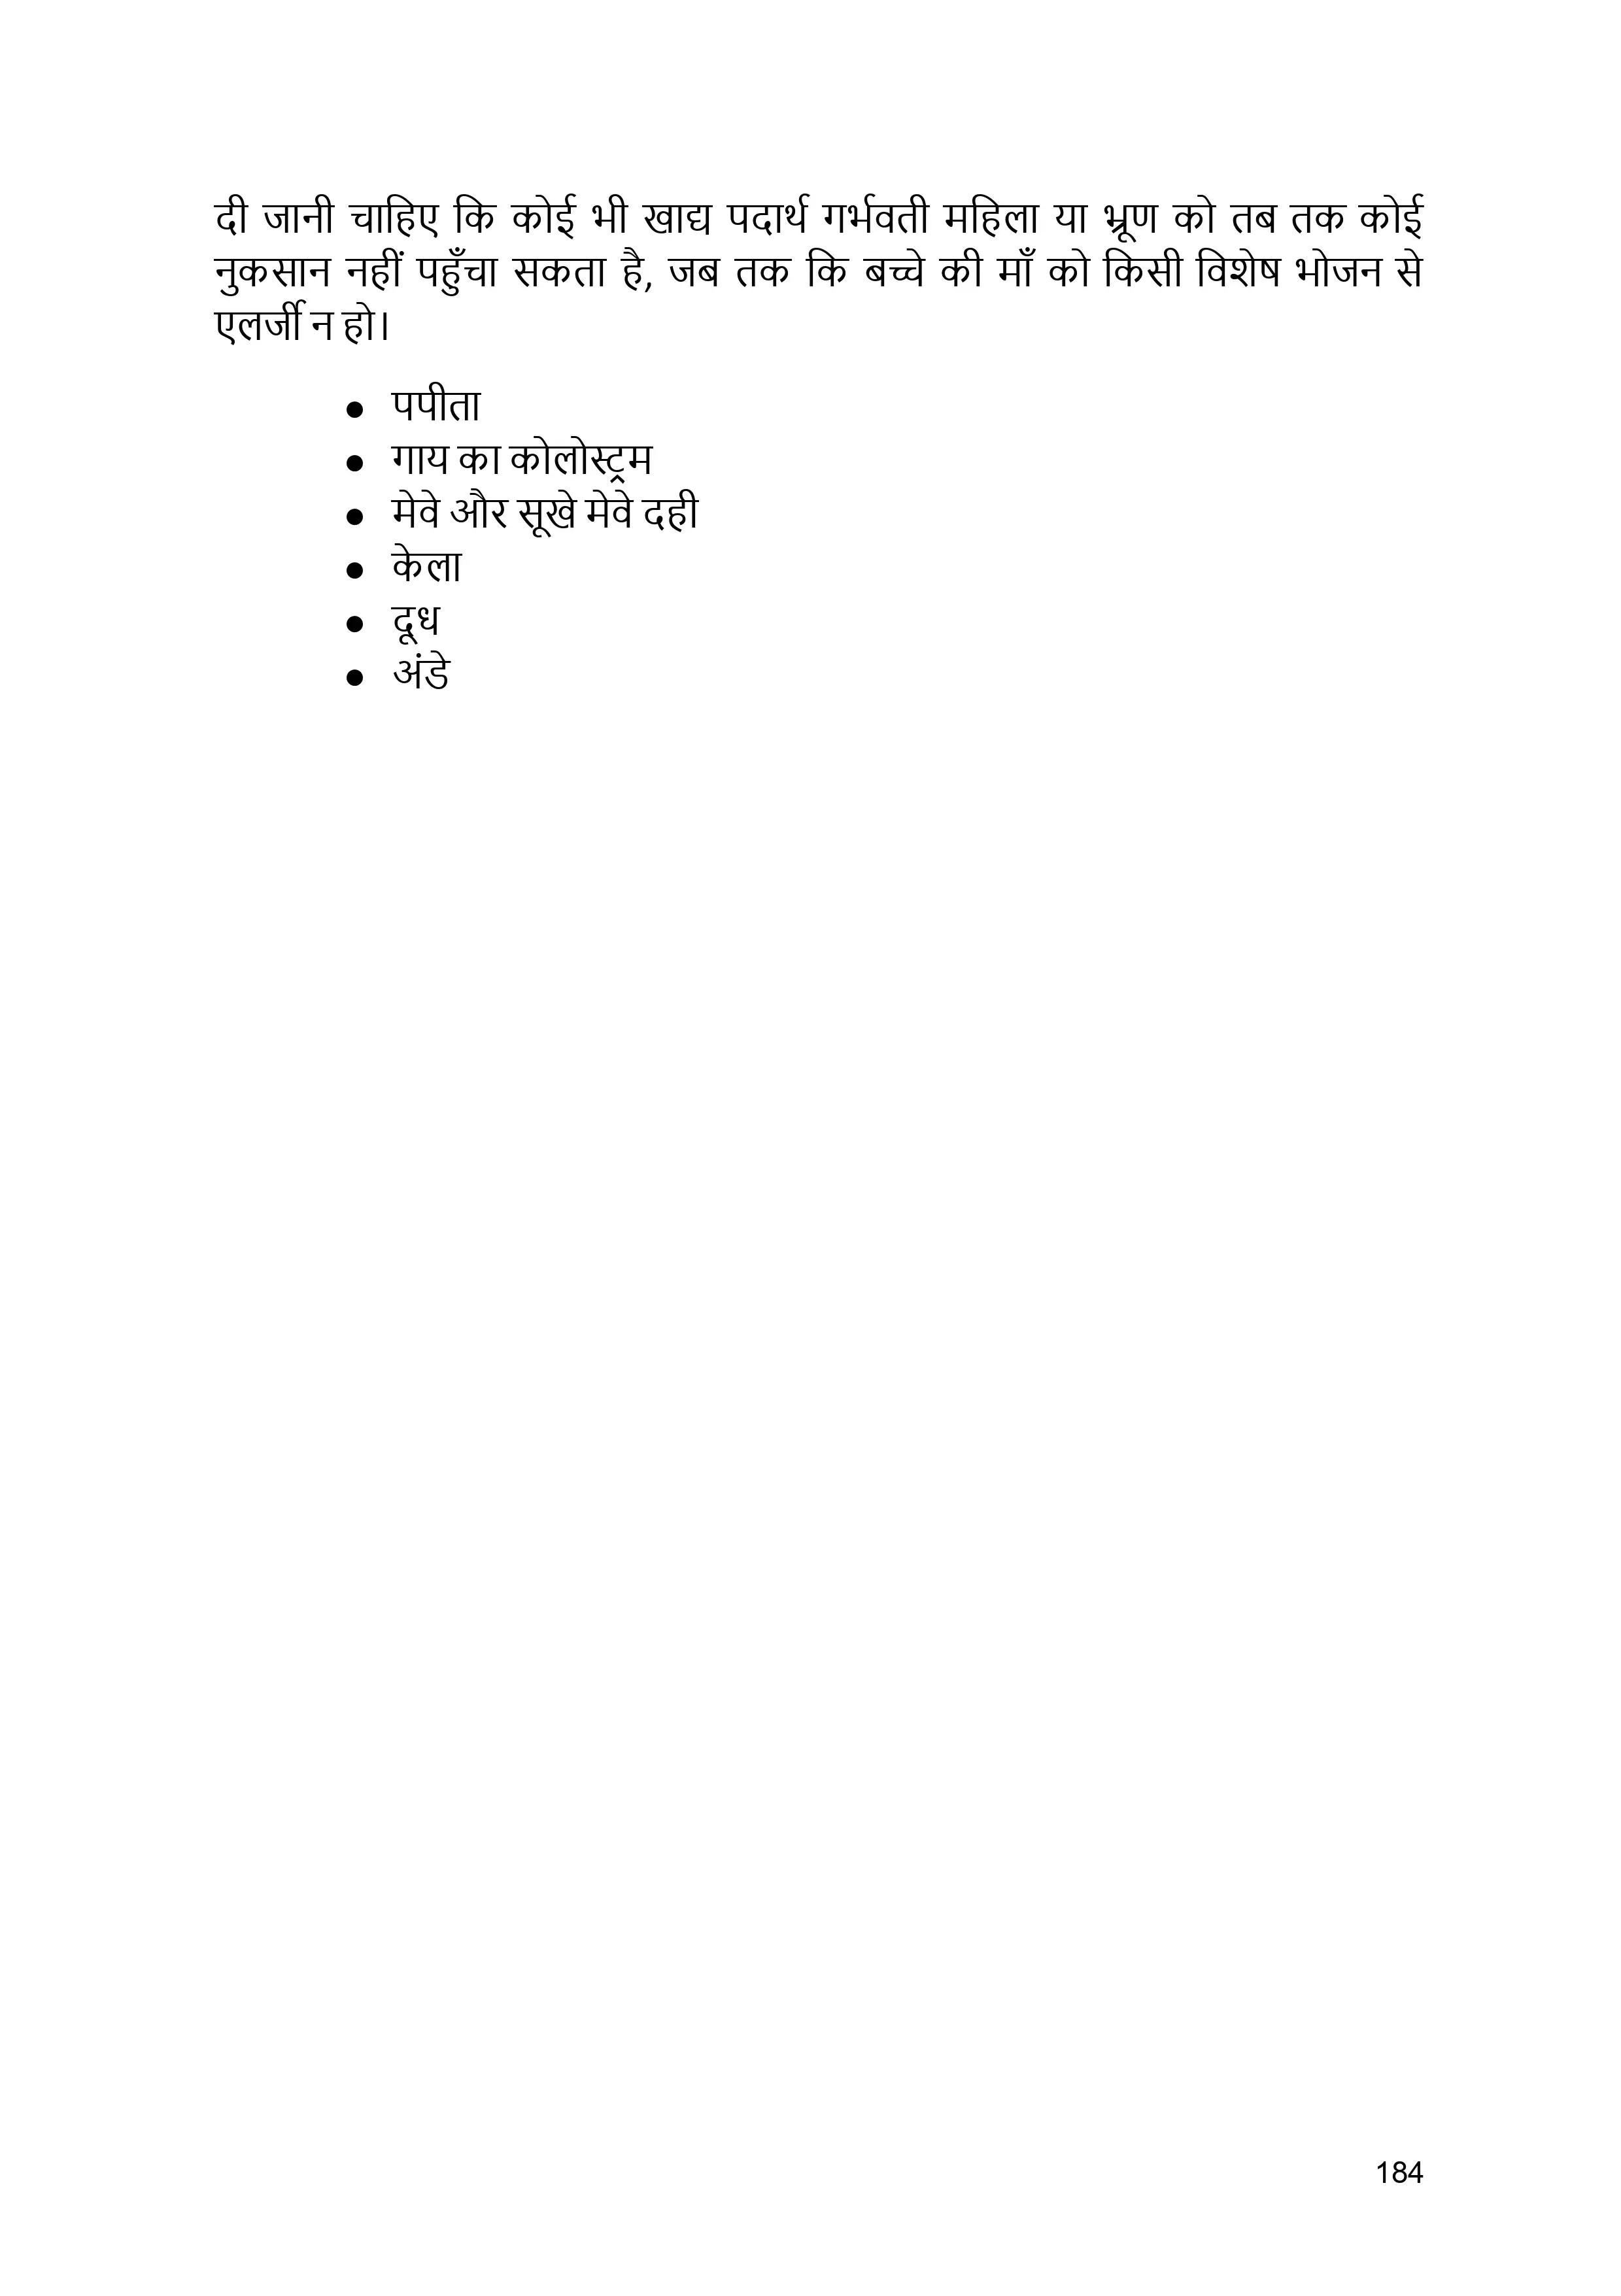 दी जानी चाहिए कि कोई भी खाद्य पदार्थ गर्भवती महिला या भ्रूण को तब तक कोई
नुकसान नहीं पहुँचा सकता है, जब तक कि बच्चे की माँ को किसी विशेष भोजन से
एलर्जी न हो।
● पपीता
● गाय का कोलोस्ट्रम
● मेवे और सूखे मेवे दही
● केला
● दूध
● अंडे
184